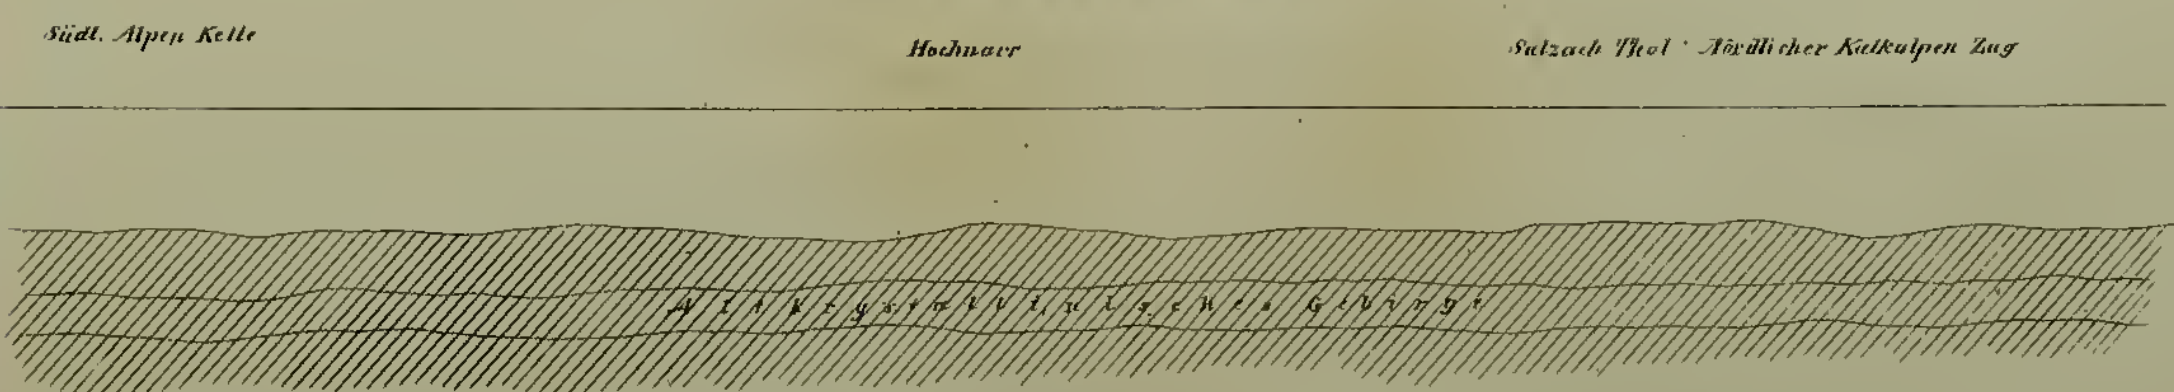 Südl. Alpen Kette
Hochnarr
Salzach Thal · Nördlicher Kalkalpen Zug
Altkrystallinisches Gebirge